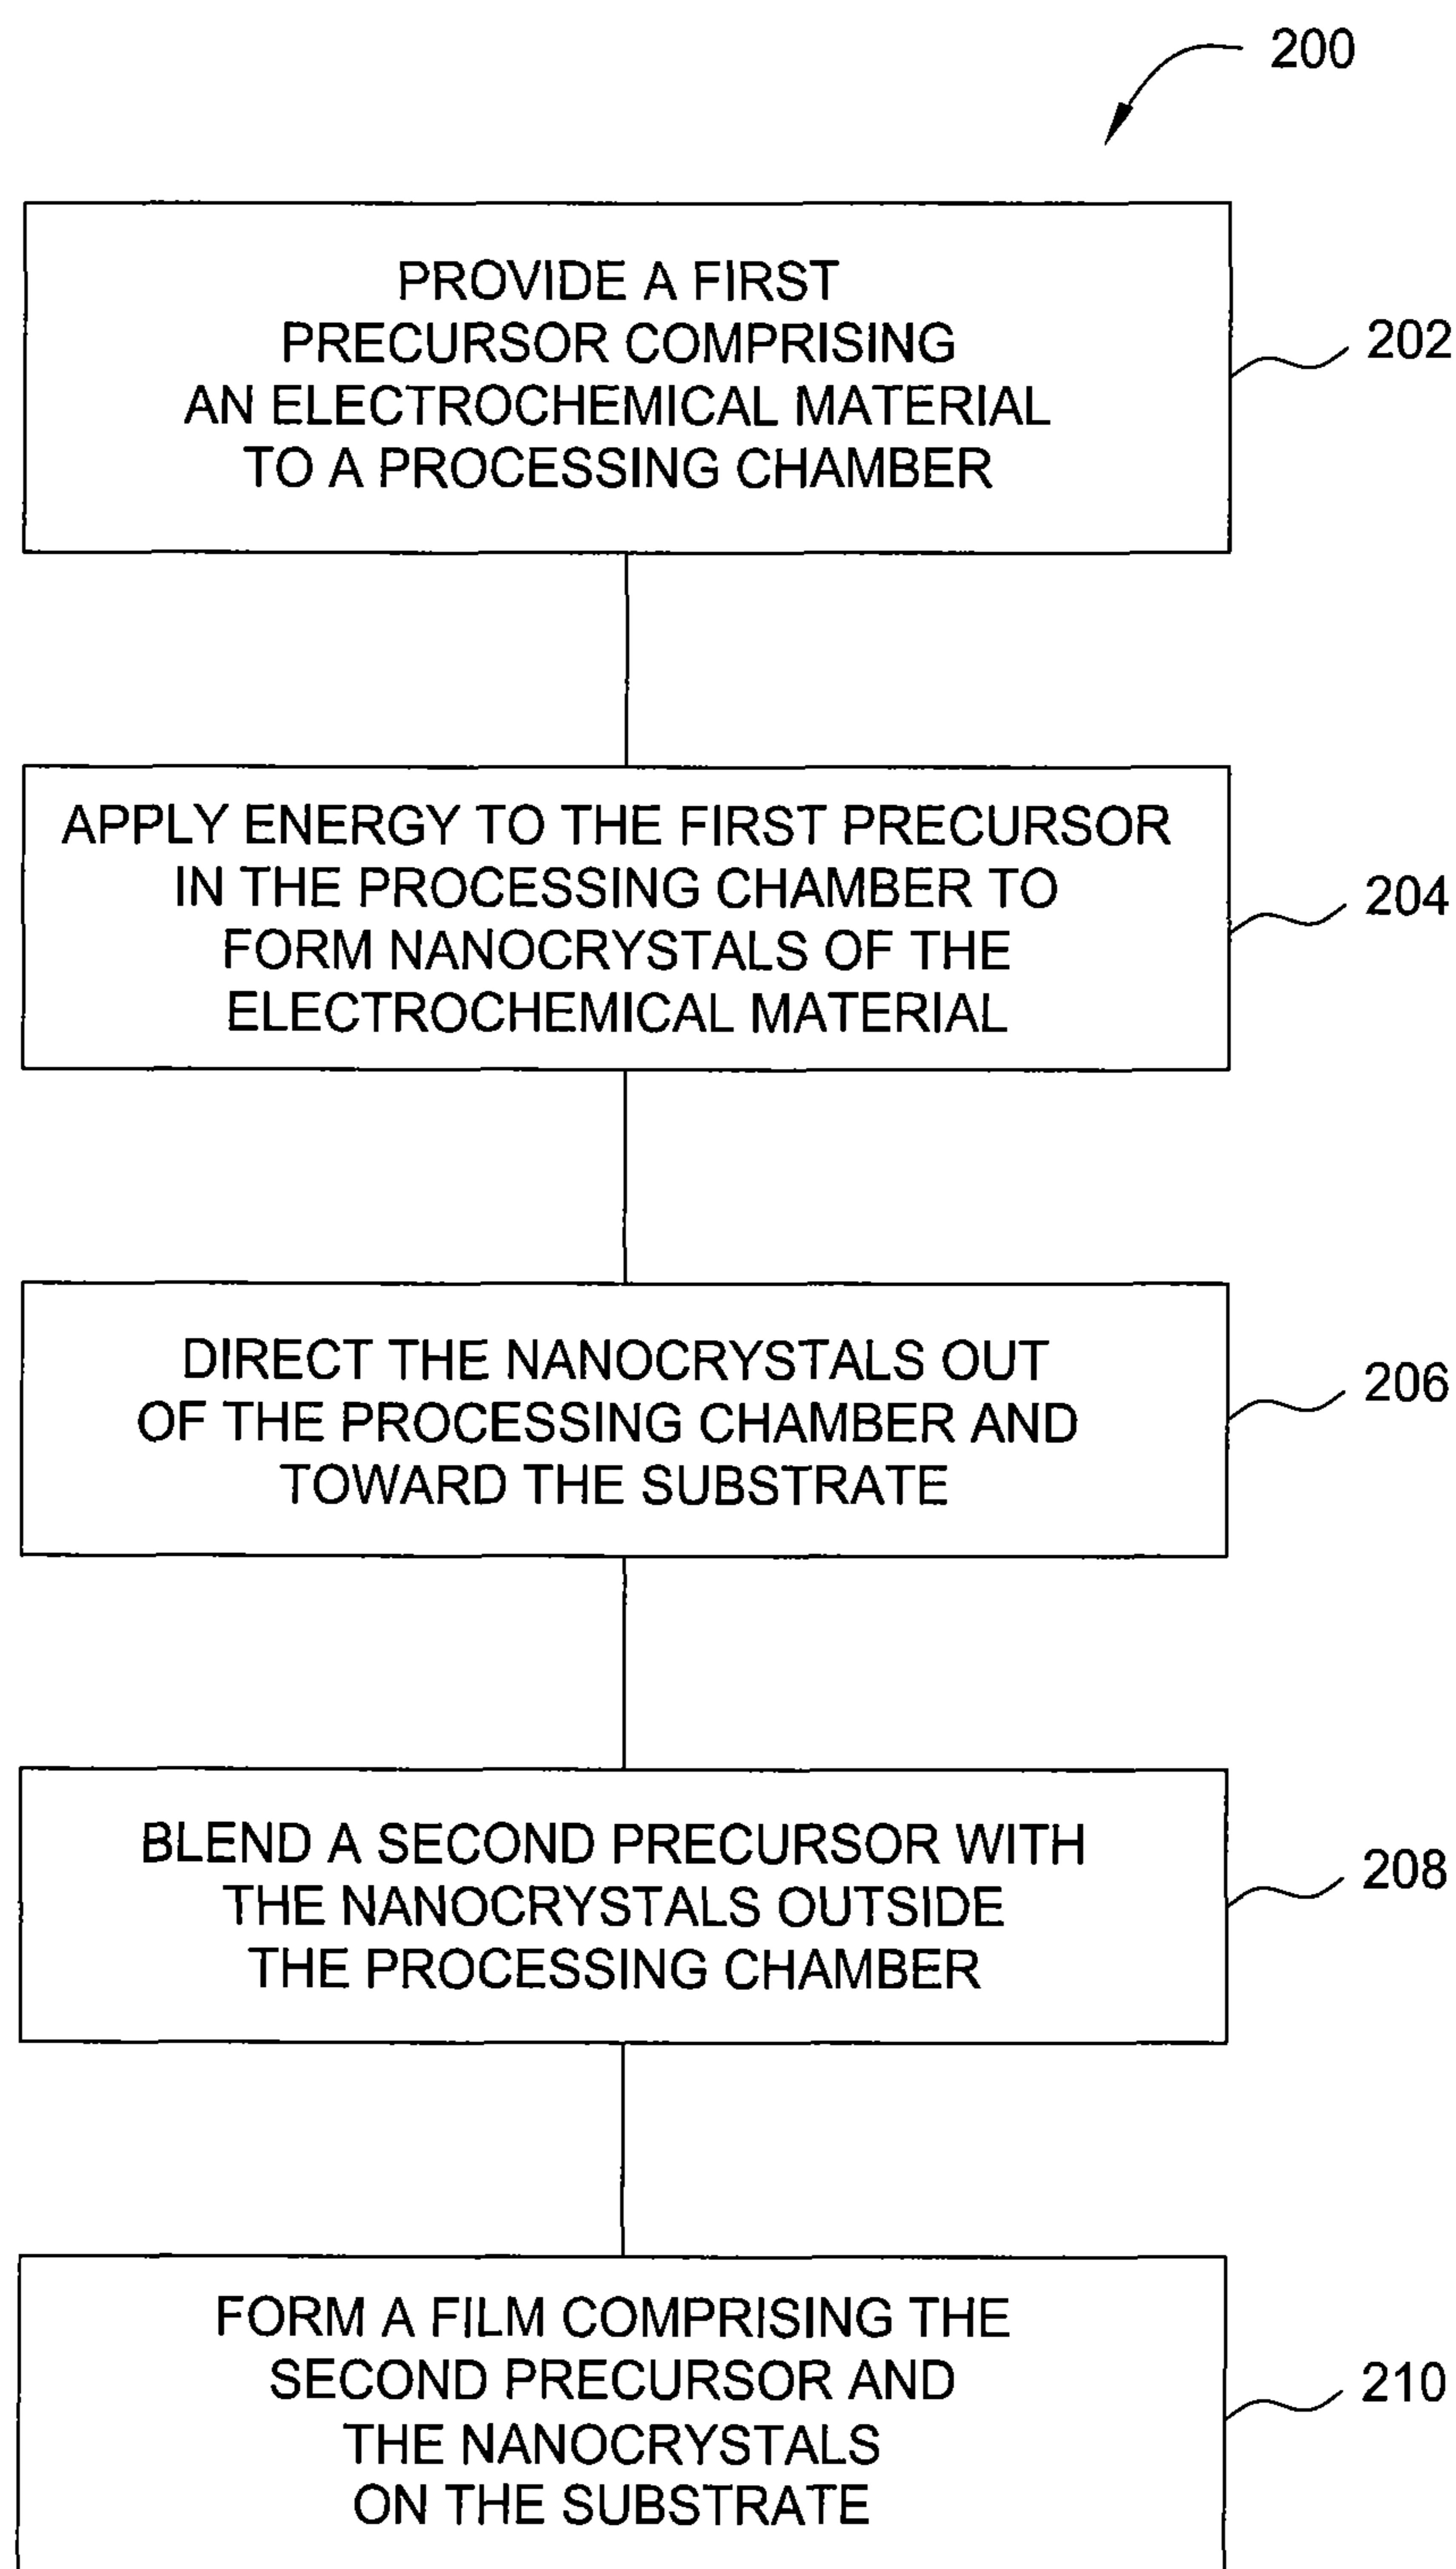 200
PROVIDE A FIRST
PRECURSOR COMPRISING
AN ELECTROCHEMICAL MATERIAL
TO A PROCESSING CHAMBER
202
APPLY ENERGY TO THE FIRST PRECURSOR
IN THE PROCESSING CHAMBER TO
FORM NANOCRYSTALS OF THE
ELECTROCHEMICAL MATERIAL
204
DIRECT THE NANOCRYSTALS OUT
OF THE PROCESSING CHAMBER AND
TOWARD THE SUBSTRATE
206
BLEND A SECOND PRECURSOR WITH
THE NANOCRYSTALS OUTSIDE
THE PROCESSING CHAMBER
208
FORM A FILM COMPRISING THE
SECOND PRECURSOR AND
THE NANOCRYSTALS
ON THE SUBSTRATE
210